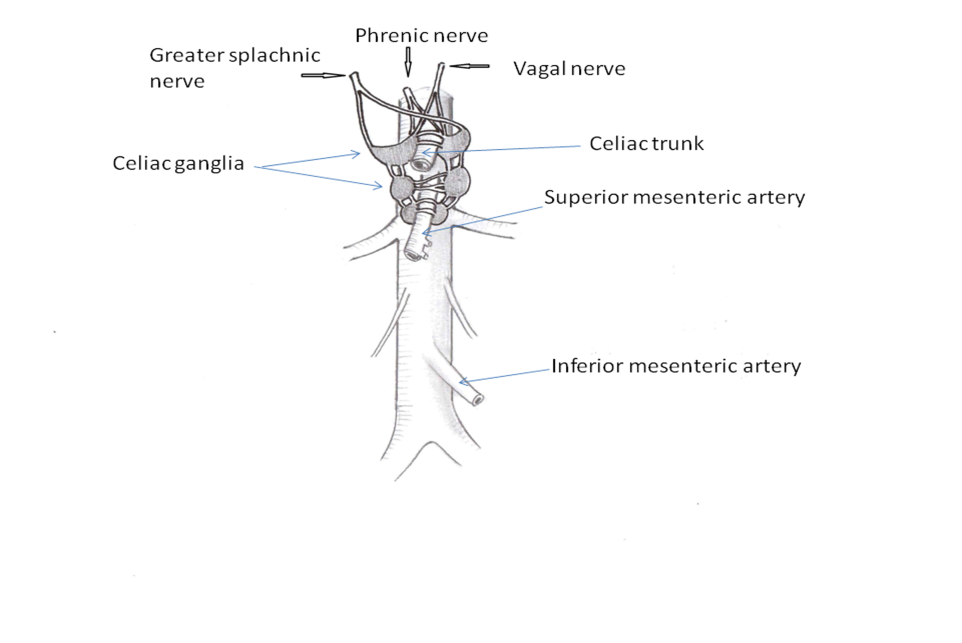 Phrenic nerve
Greater splachnic
nerve
Vagal nerve
Celiac trunk
Celiac ganglia
Superior mesenteric artery
Inferior mesenteric artery